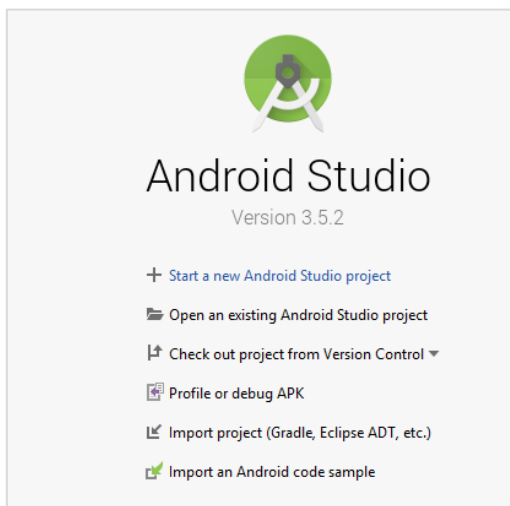 Android Studio
Version 3.5.2
Start a new Android Studio project
Open an existing Android Studio project
Check out project from Version Control
Profile or debug APK
Import project (Gradle, Eclipse ADT, etc.)
Import an Android code sample